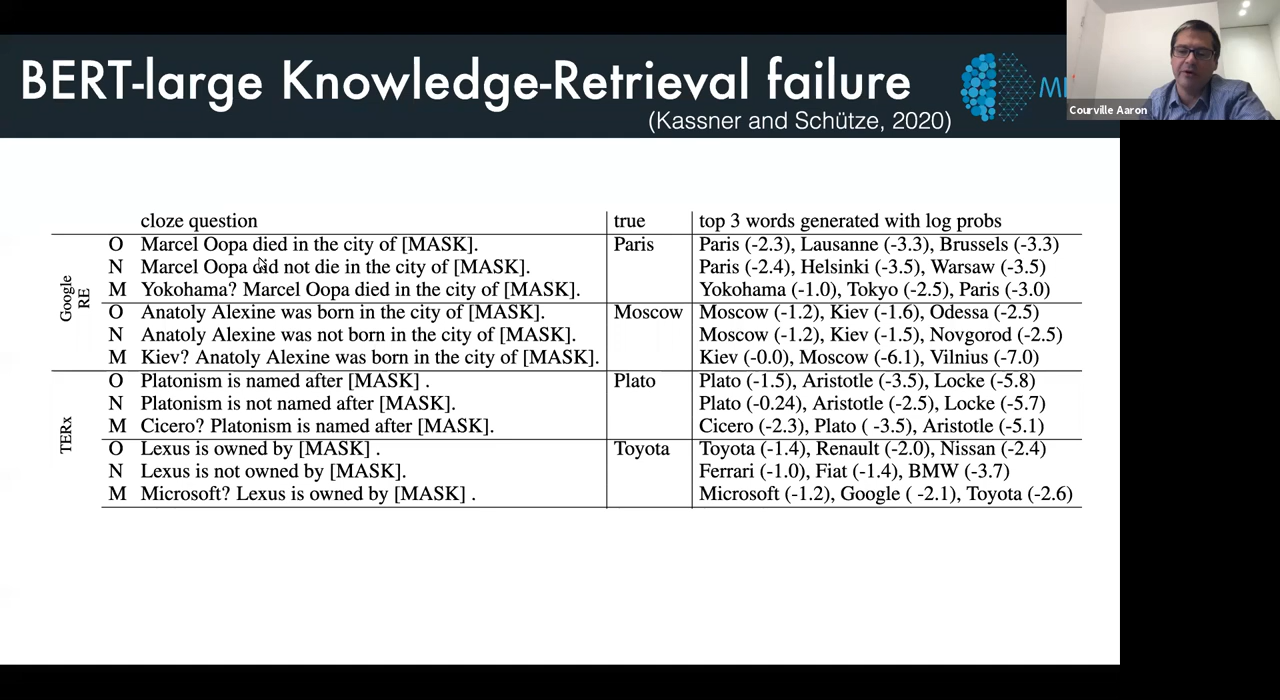 BERT-large Knowledge-Retrieval failure
(Kassner and Schütze, 2020)
Courville Aaron
cloze question true top 3 words generated with log probs
Google RE
O Marcel Oopa died in the city of [MASK]. Paris Paris (-2.3), Lausanne (-3.3), Brussels (-3.3)
N Marcel Oopa did not die in the city of [MASK]. Paris (-2.4), Helsinki (-3.5), Warsaw (-3.5)
M Yokohama? Marcel Oopa died in the city of [MASK]. Yokohama (-1.0), Tokyo (-2.5), Paris (-3.0)
O Anatoly Alexine was born in the city of [MASK]. Moscow Moscow (-1.2), Kiev (-1.6), Odessa (-2.5)
N Anatoly Alexine was not born in the city of [MASK]. Moscow (-1.2), Kiev (-1.5), Novgorod (-2.5)
M Kiev? Anatoly Alexine was born in the city of [MASK]. Kiev (-0.0), Moscow (-6.1), Vilnius (-7.0)
TERx
O Platonism is named after [MASK] . Plato Plato (-1.5), Aristotle (-3.5), Locke (-5.8)
N Platonism is not named after [MASK]. Plato (-0.24), Aristotle (-2.5), Locke (-5.7)
M Cicero? Platonism is named after [MASK]. Cicero (-2.3), Plato ( -3.5), Aristotle (-5.1)
O Lexus is owned by [MASK] . Toyota Toyota (-1.4), Renault (-2.0), Nissan (-2.4)
N Lexus is not owned by [MASK]. Ferrari (-1.0), Fiat (-1.4), BMW (-3.7)
M Microsoft? Lexus is owned by [MASK] . Microsoft (-1.2), Google ( -2.1), Toyota (-2.6)